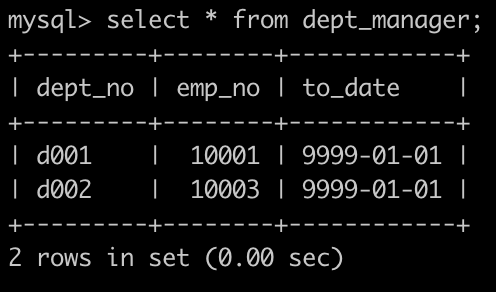 mysql> select * from dept_manager;
+---------+--------+------------+
| dept_no | emp_no | to_date    |
+---------+--------+------------+
| d001    |  10001 | 9999-01-01 |
| d002    |  10003 | 9999-01-01 |
+---------+--------+------------+
2 rows in set (0.00 sec)